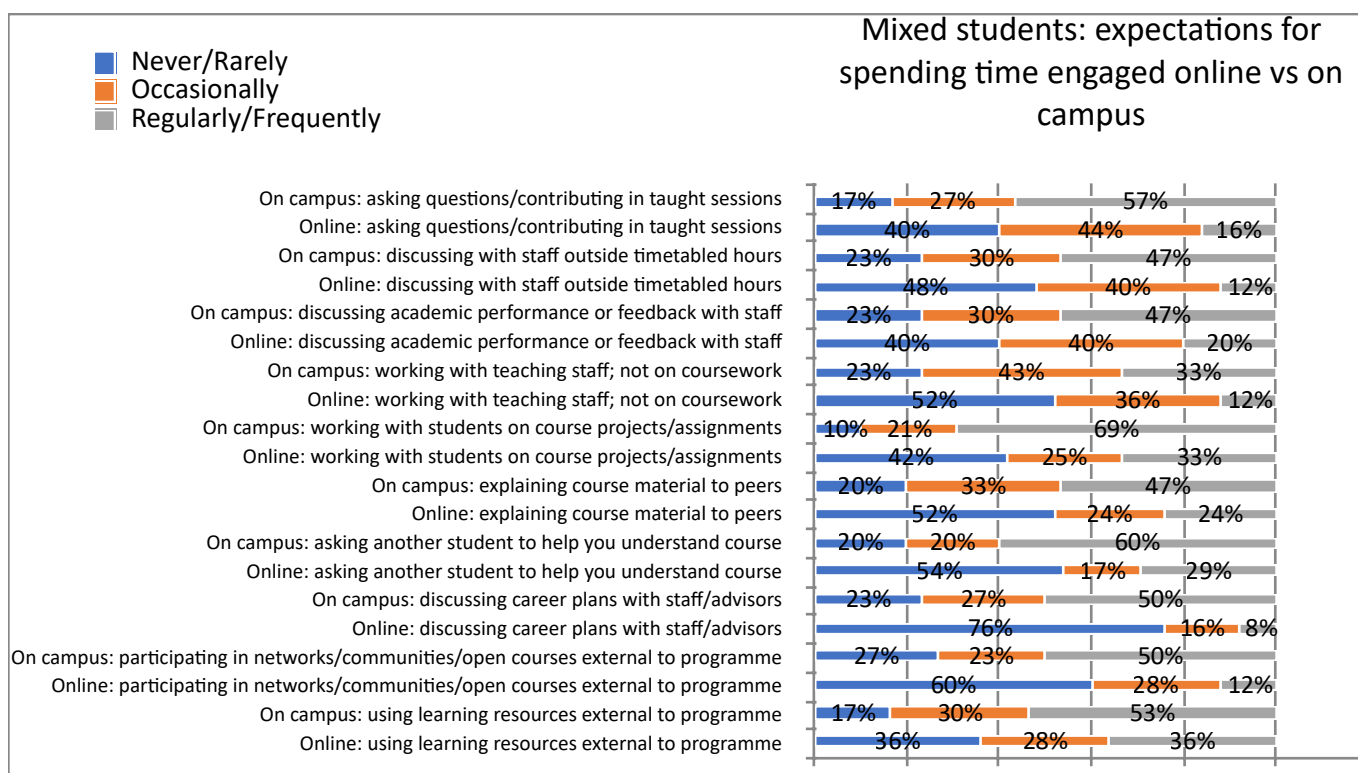 Mixed students: expectations for
spending time engaged online vs on
campus
Never/Rarely
Occasionally
Regularly/Frequently
On campus: asking questions/contributing in taught sessions 17% 27% 57%
Online: asking questions/contributing in taught sessions 40% 44% 16%
On campus: discussing with staff outside timetabled hours 23% 30% 47%
Online: discussing with staff outside timetabled hours 48% 40% 12%
On campus: discussing academic performance or feedback with staff 23% 30% 47%
Online: discussing academic performance or feedback with staff 40% 40% 20%
On campus: working with teaching staff; not on coursework 23% 43% 33%
Online: working with teaching staff; not on coursework 52% 36% 12%
On campus: working with students on course projects/assignments 10% 21% 69%
Online: working with students on course projects/assignments 42% 25% 33%
On campus: explaining course material to peers 20% 33% 47%
Online: explaining course material to peers 52% 24% 24%
On campus: asking another student to help you understand course 20% 20% 60%
Online: asking another student to help you understand course 54% 17% 29%
On campus: discussing career plans with staff/advisors 23% 27% 50%
Online: discussing career plans with staff/advisors 76% 16% 8%
On campus: participating in networks/communities/open courses external to programme 27% 23% 50%
Online: participating in networks/communities/open courses external to programme 60% 28% 12%
On campus: using learning resources external to programme 17% 30% 53%
Online: using learning resources external to programme 36% 28% 36%